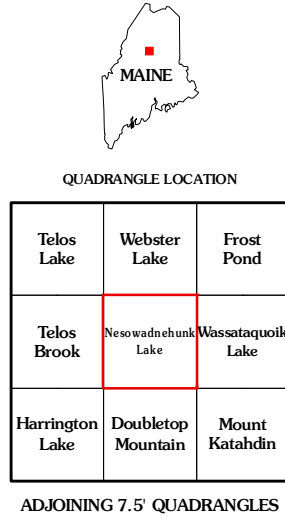 MAINE
QUADRANGLE LOCATION
Telos
Lake
Webster
Lake
Frost
Pond
Telos
Brook
Nesowadnehunk
Lake
Wassataquoik
Lake
Harrington
Lake
Doubletop
Mountain
Mount
Katahdin
ADJOINING 7.5' QUADRANGLES